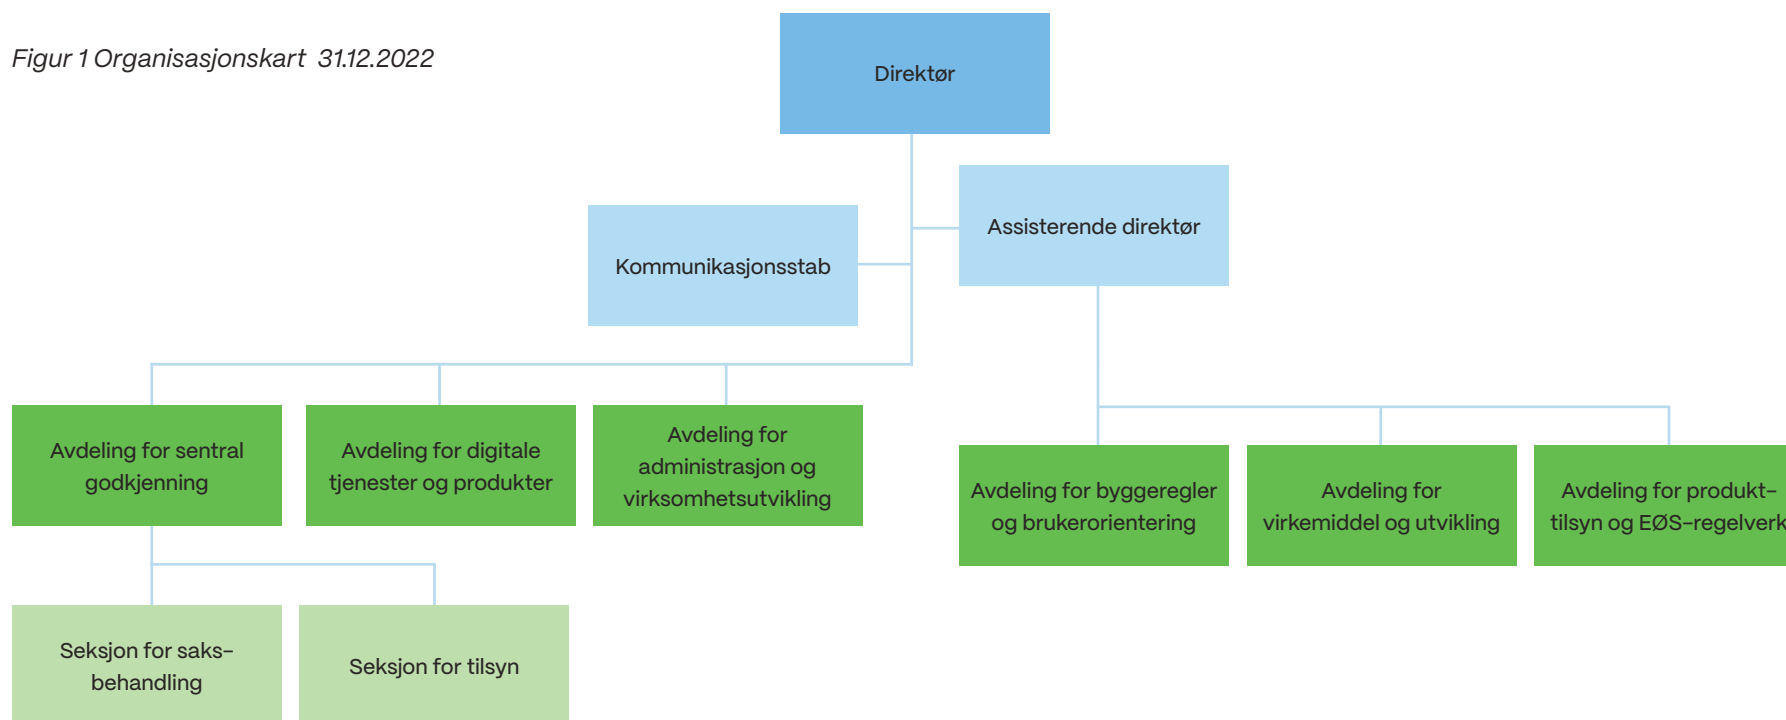 Figur 1 Organisasjonskart 31.12.2022
Direktør
Assisterende direktør
Kommunikasjonsstab
Avdeling for sentral
godkjenning
Avdeling for digitale
tjenester og produkter
Avdeling for
administrasjon og
virksomhetsutvikling
Avdeling for byggeregler
og brukerorientering
Avdeling for
virkemiddel og utvikling
Avdeling for produkt-
tilsyn og EØS-regelverk
Seksjon for saks-
behandling
Seksjon for tilsyn